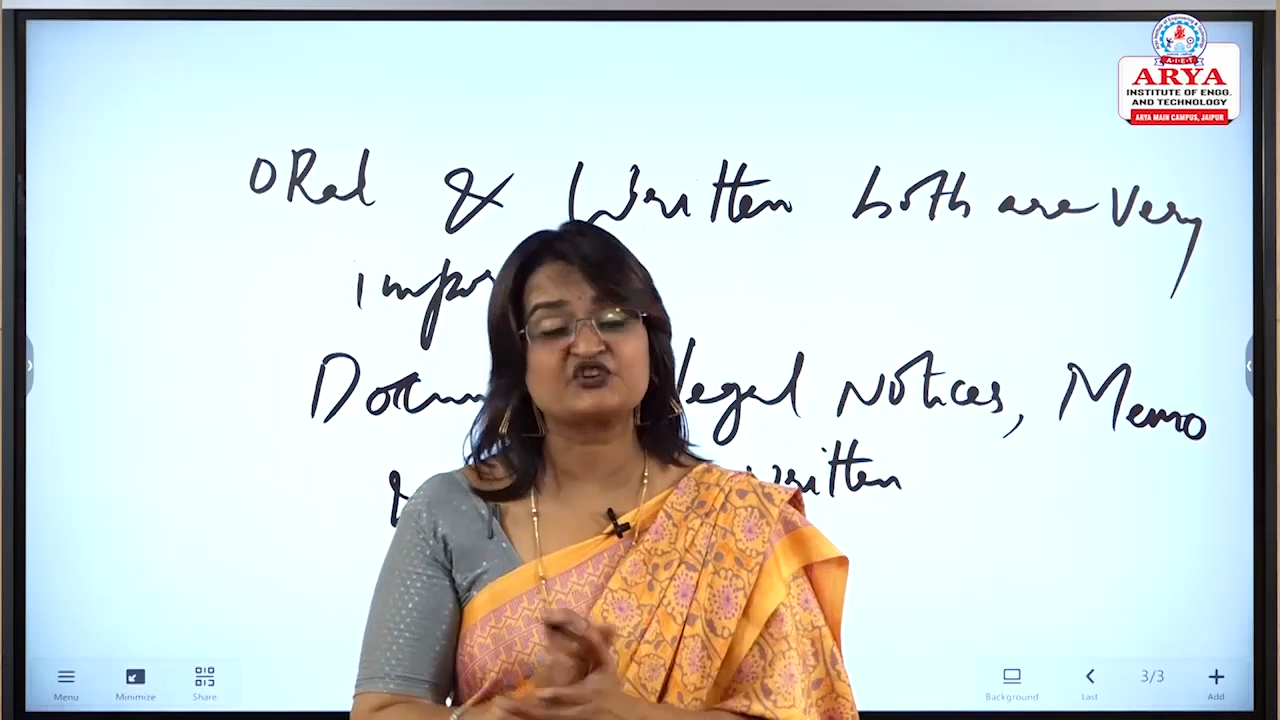 ARYA
INSTITUTE OF ENGG.
AND TECHNOLOGY
ARYA MAIN CAMPUS, JAIPUR
A.I.E.T.
ORal & Written both are very
impor
Docum legal Notices, Memo
written
Menu
Minimize
Share
Background
Last
3/3
Add